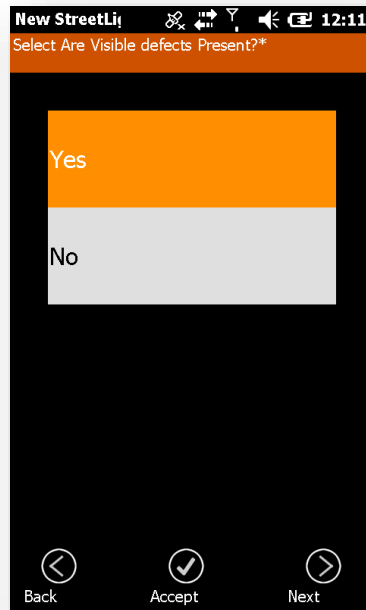 New StreetLi 12:11
Select Are Visible defects Present?*
Yes
No
Back Accept Next